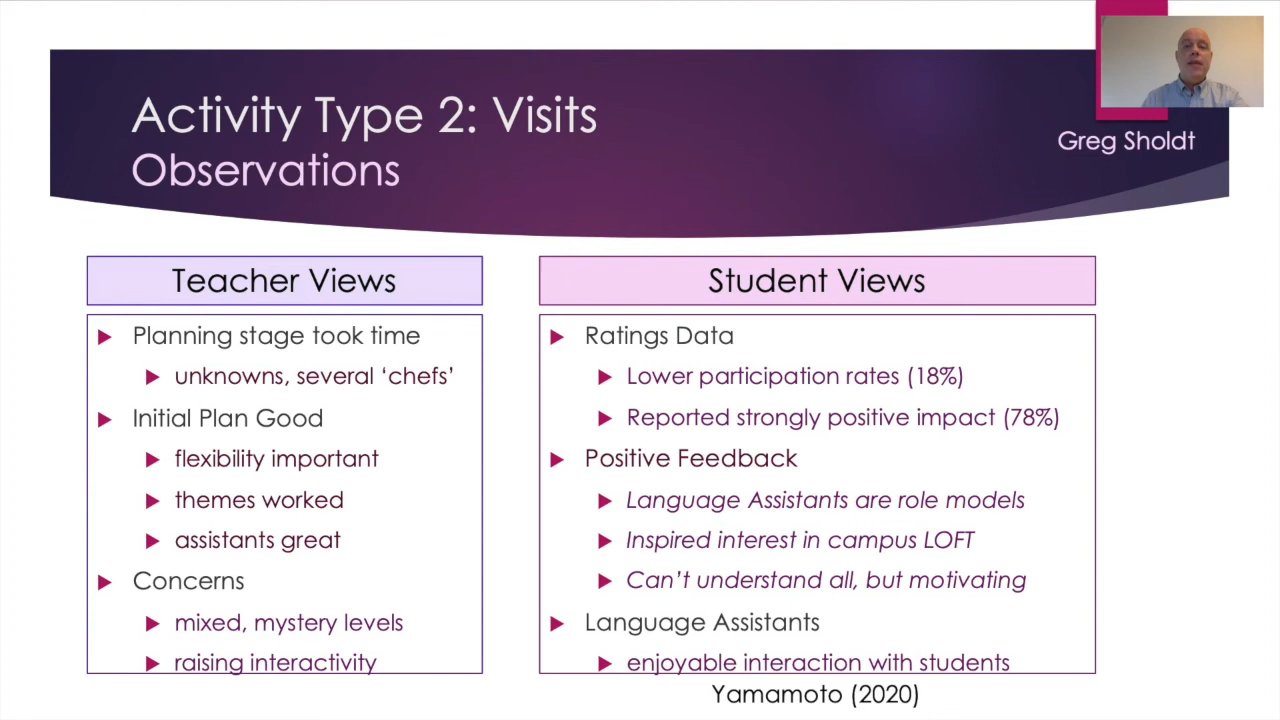 Activity Type 2: Visits
Observations
Greg Sholdt
Teacher Views
Planning stage took time
unknowns, several ‘chefs’
Initial Plan Good
flexibility important
themes worked
assistants great
Concerns
mixed, mystery levels
raising interactivity
Student Views
Ratings Data
Lower participation rates (18%)
Reported strongly positive impact (78%)
Positive Feedback
Language Assistants are role models
Inspired interest in campus LOFT
Can’t understand all, but motivating
Language Assistants
enjoyable interaction with students
Yamamoto (2020)